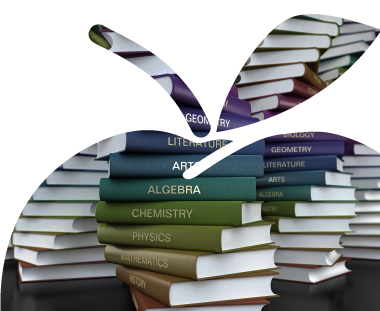 GEOMETRY
LITERATURE
ARTS
ALGEBRA
CHEMISTRY
PHYSICS
MATHEMATICS
HISTORY
BIOLOGY
GEOMETRY
LITERATURE
ARTS
ALGEBRA